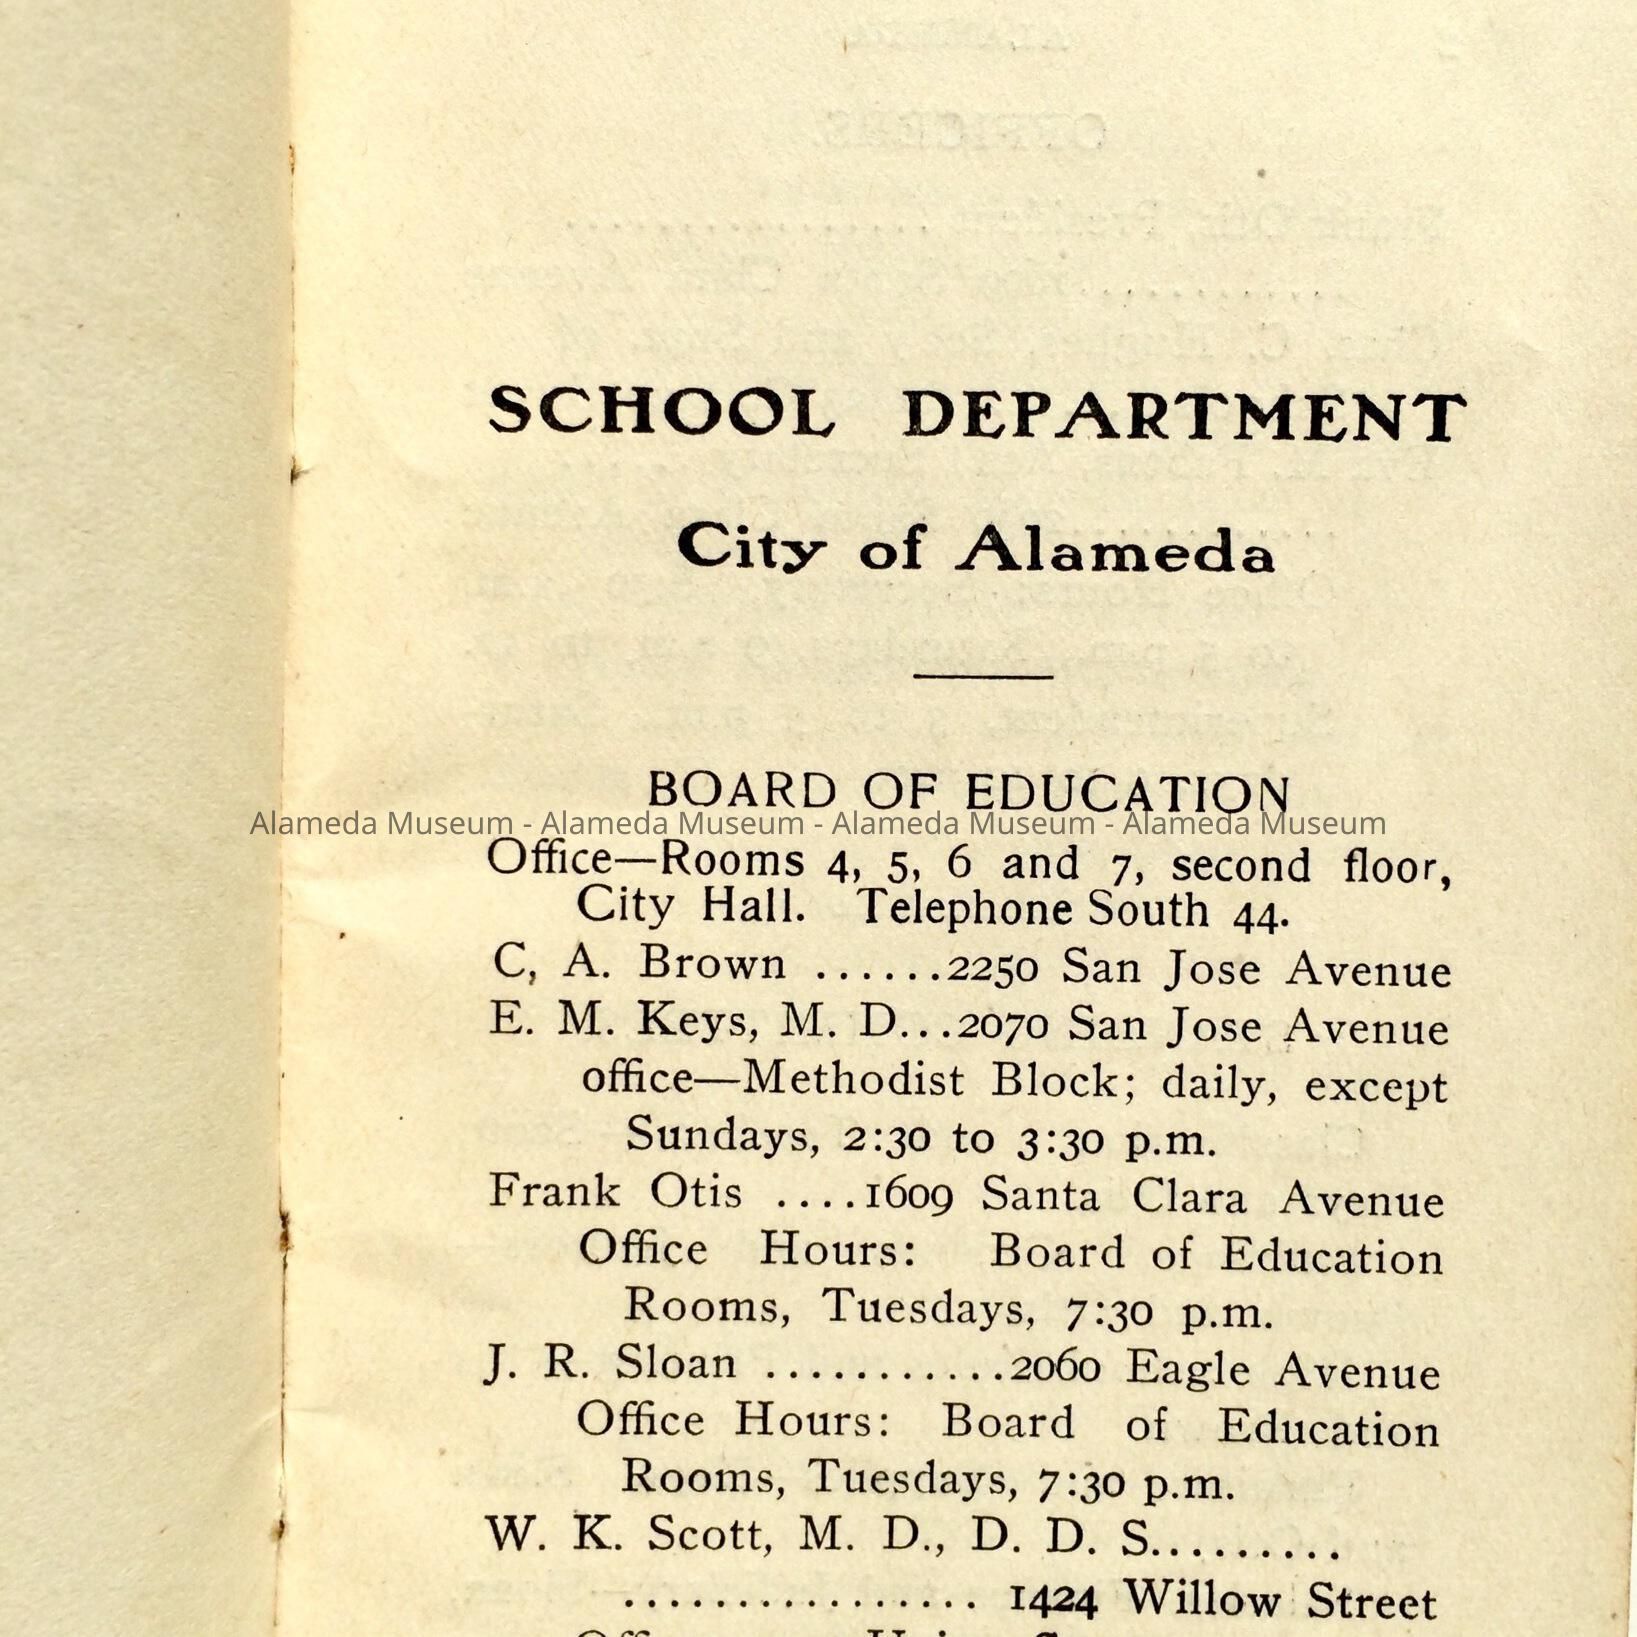 SCHOOL DEPARTMENT
City of Alameda
BOARD OF EDUCATION
Alameda Museum - Alameda Museum - Alameda Museum - Alameda Museum
Office—Rooms 4, 5, 6 and 7, second floor,
City Hall. Telephone South 44.
C, A. Brown ......2250 San Jose Avenue
E. M. Keys, M. D...2070 San Jose Avenue
office—Methodist Block; daily, except
Sundays, 2:30 to 3:30 p.m.
Frank Otis ....1609 Santa Clara Avenue
Office Hours: Board of Education
Rooms, Tuesdays, 7:30 p.m.
J. R. Sloan ...........2060 Eagle Avenue
Office Hours: Board of Education
Rooms, Tuesdays, 7:30 p.m.
W. K. Scott, M. D., D. D. S.........
................ 1424 Willow Street